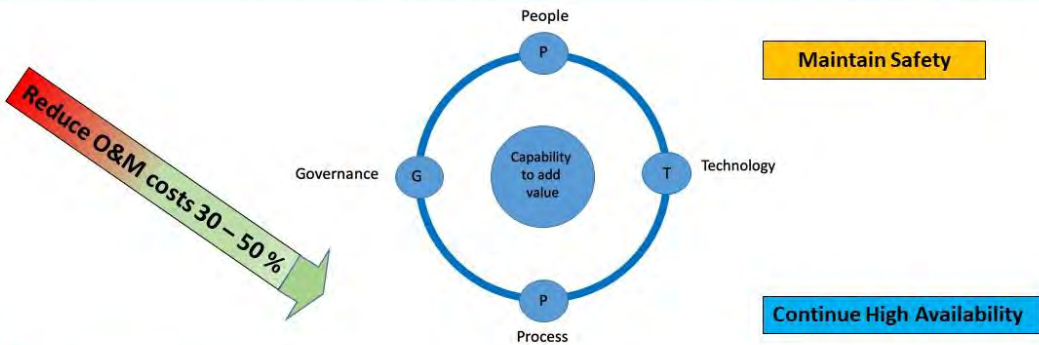 People
P
Maintain Safety
Reduce O&M costs 30 – 50 %
Governance
G
Capability
to add
value
T
Technology
P
Process
Continue High Availability